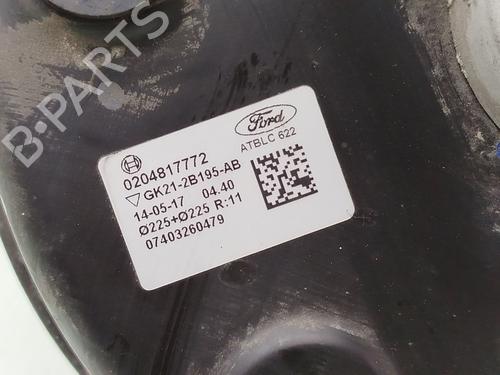 B-PARTS
Ford
ATBLC 622
0204817772
GK21-2B195-AB
14-05-17 04.40
Ø225+Ø225 R:11
07403260479